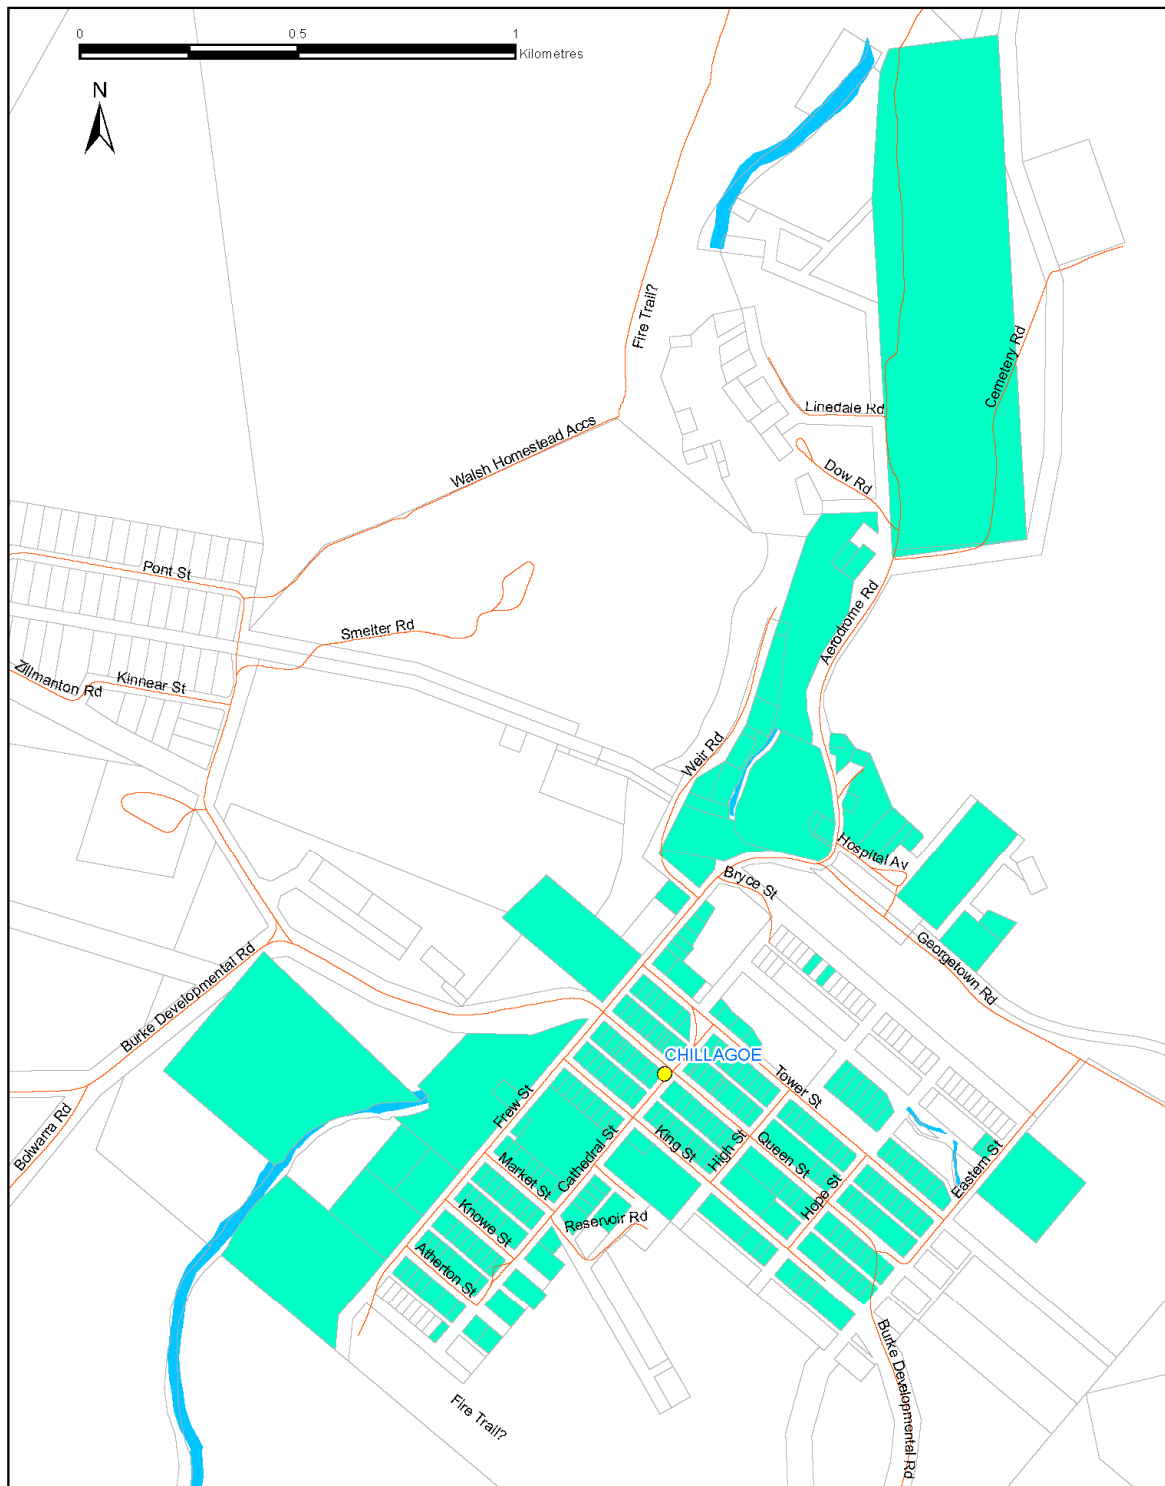 0 0.5 1
Kilometres
N
Fire Trail?
Cemetery Rd
Linedale Rd
Walsh Homestead Accs
Dow Rd
Pont St
Aerodrome Rd
Smelter Rd
Zillmanton Rd
Kinnear St
Weir Rd
Hospital Av
Bryce St
Georgetown Rd
Burke Developmental Rd
CHILLAGOE
Tower St
Frew St
Bolwarra Rd
King St
High St
Queen St
Cathedral St
Market St
Eastern St
Hope St
Knowe St
Reservoir Rd
Atherton St
Burke Developmental Rd
Fire Trail?